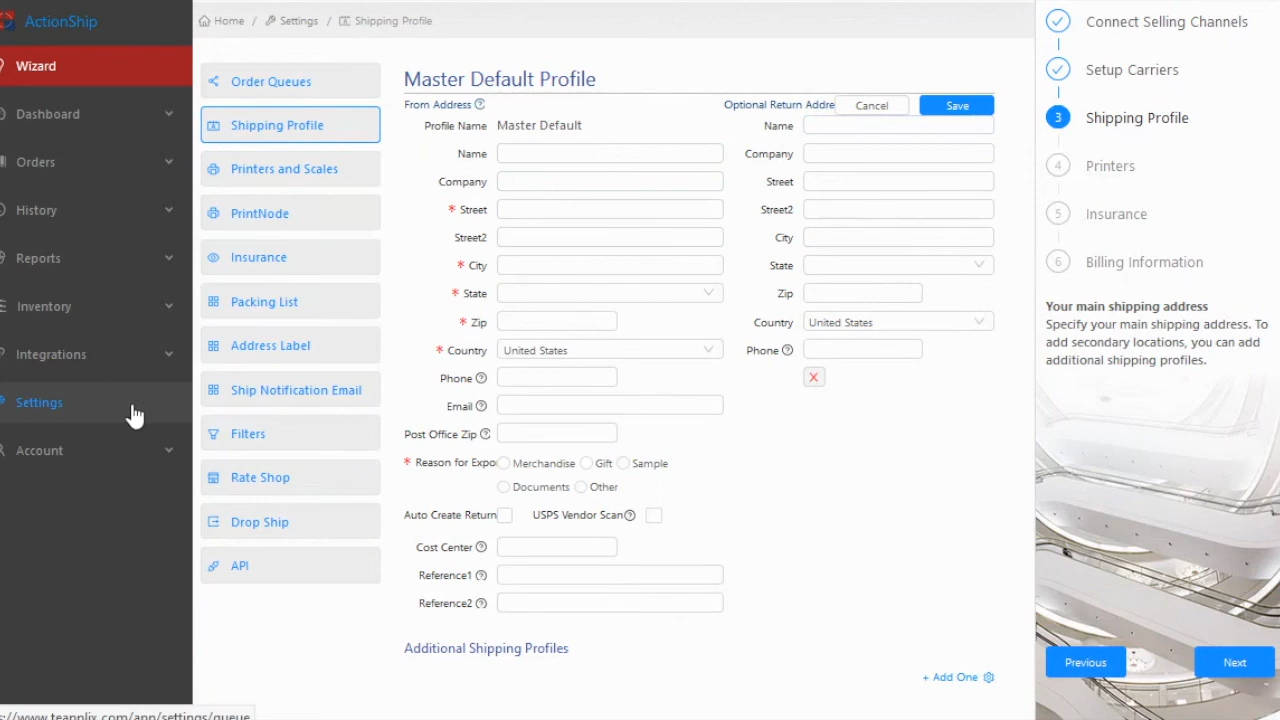 ActionShip
Wizard
Dashboard
Orders
History
Reports
Inventory
Integrations
Settings
Account
Home / Settings / Shipping Profile
Order Queues
Shipping Profile
Printers and Scales
PrintNode
Insurance
Packing List
Address Label
Ship Notification Email
Filters
Rate Shop
Drop Ship
API
Master Default Profile
From Address
Profile Name Master Default
Name
Company
* Street
Street2
* City
* State
* Zip
* Country United States
Phone
Email
Post Office Zip
* Reason for Expo Merchandise Gift Sample
Documents Other
Auto Create Return USPS Vendor Scan
Cost Center
Reference1
Reference2
Optional Return Addre Cancel Save
Name
Company
Street
Street2
City
State
Zip
Country United States
Phone
Additional Shipping Profiles
+ Add One
Connect Selling Channels
Setup Carriers
3 Shipping Profile
4 Printers
5 Insurance
6 Billing Information
Your main shipping address
Specify your main shipping address. To
add secondary locations, you can add
additional shipping profiles.
Previous Next
s://www.teapplix.com/app/settings/queue